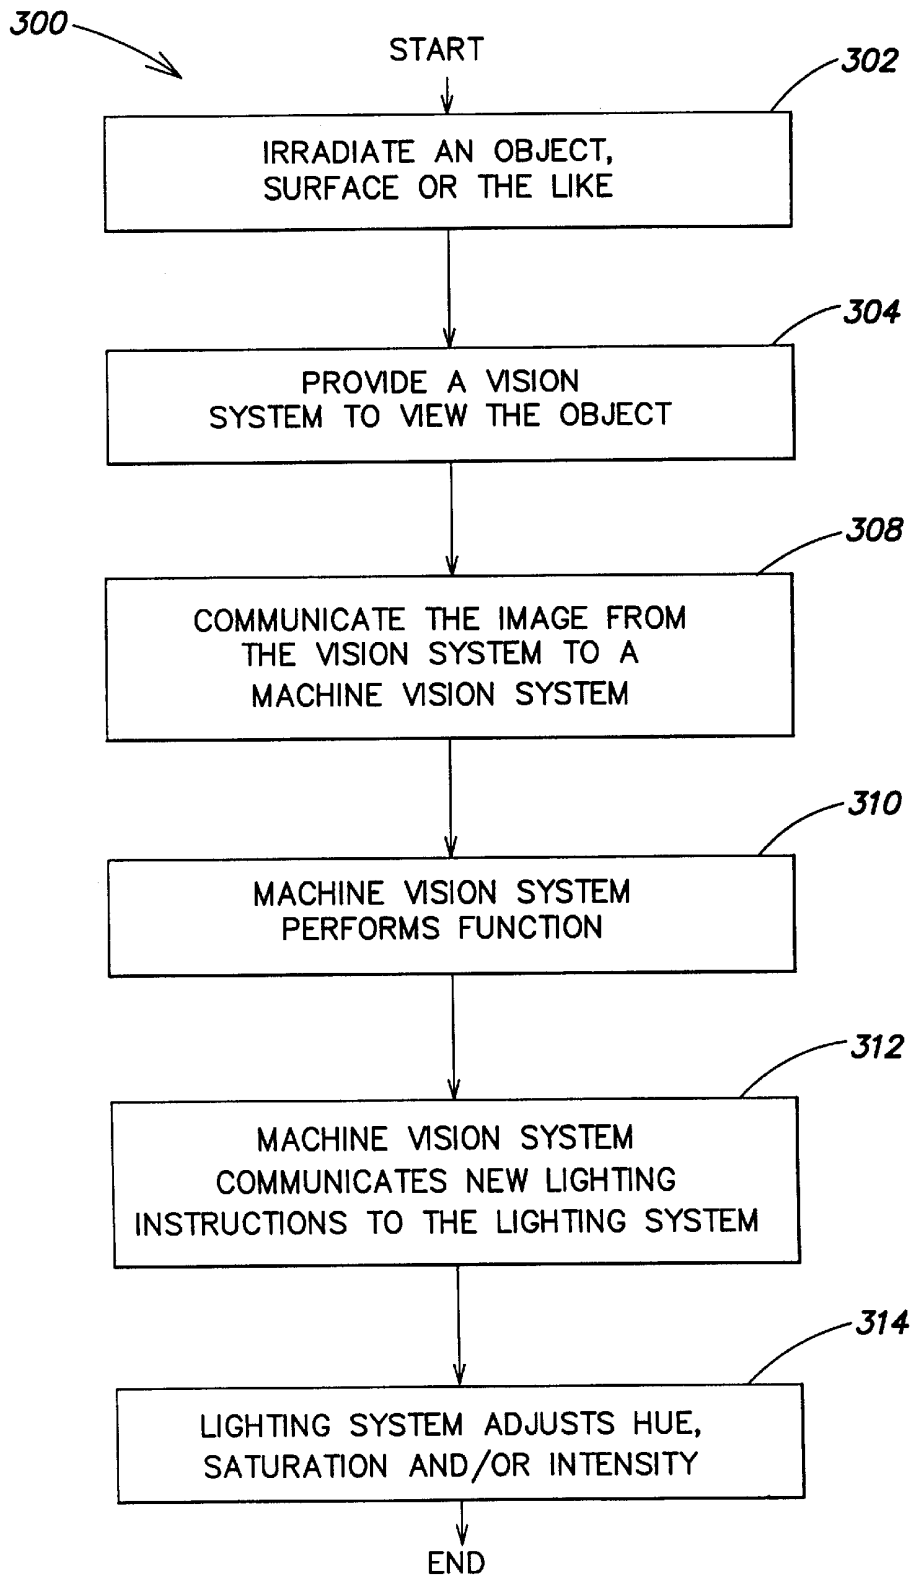 300
START
302
IRRADIATE AN OBJECT,
SURFACE OR THE LIKE
304
PROVIDE A VISION
SYSTEM TO VIEW THE OBJECT
308
COMMUNICATE THE IMAGE FROM
THE VISION SYSTEM TO A
MACHINE VISION SYSTEM
310
MACHINE VISION SYSTEM
PERFORMS FUNCTION
312
MACHINE VISION SYSTEM
COMMUNICATES NEW LIGHTING
INSTRUCTIONS TO THE LIGHTING SYSTEM
314
LIGHTING SYSTEM ADJUSTS HUE,
SATURATION AND/OR INTENSITY
END